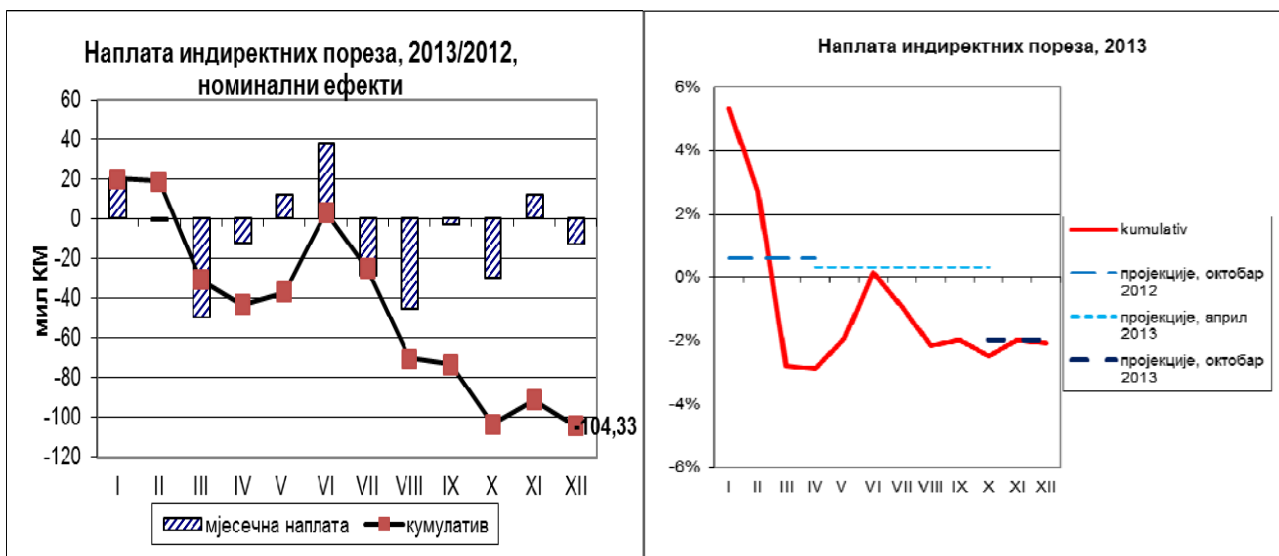 Наплата индиректних пореза, 2013/2012,
номинални ефекти
мил КМ
60
40
20
0
-20
-40
-60
-80
-100
-120
-104,33
I II III IV V VI VII VIII IX X XI XII
мјесечна наплата кумулатив
Наплата индиректних пореза, 2013
6%
4%
2%
0%
-2%
-4%
-6%
I II III IV V VI VII VIII IX X XI XII
kumulativ
пројекције, октобар
2012
пројекције, април
2013
пројекције, октобар
2013